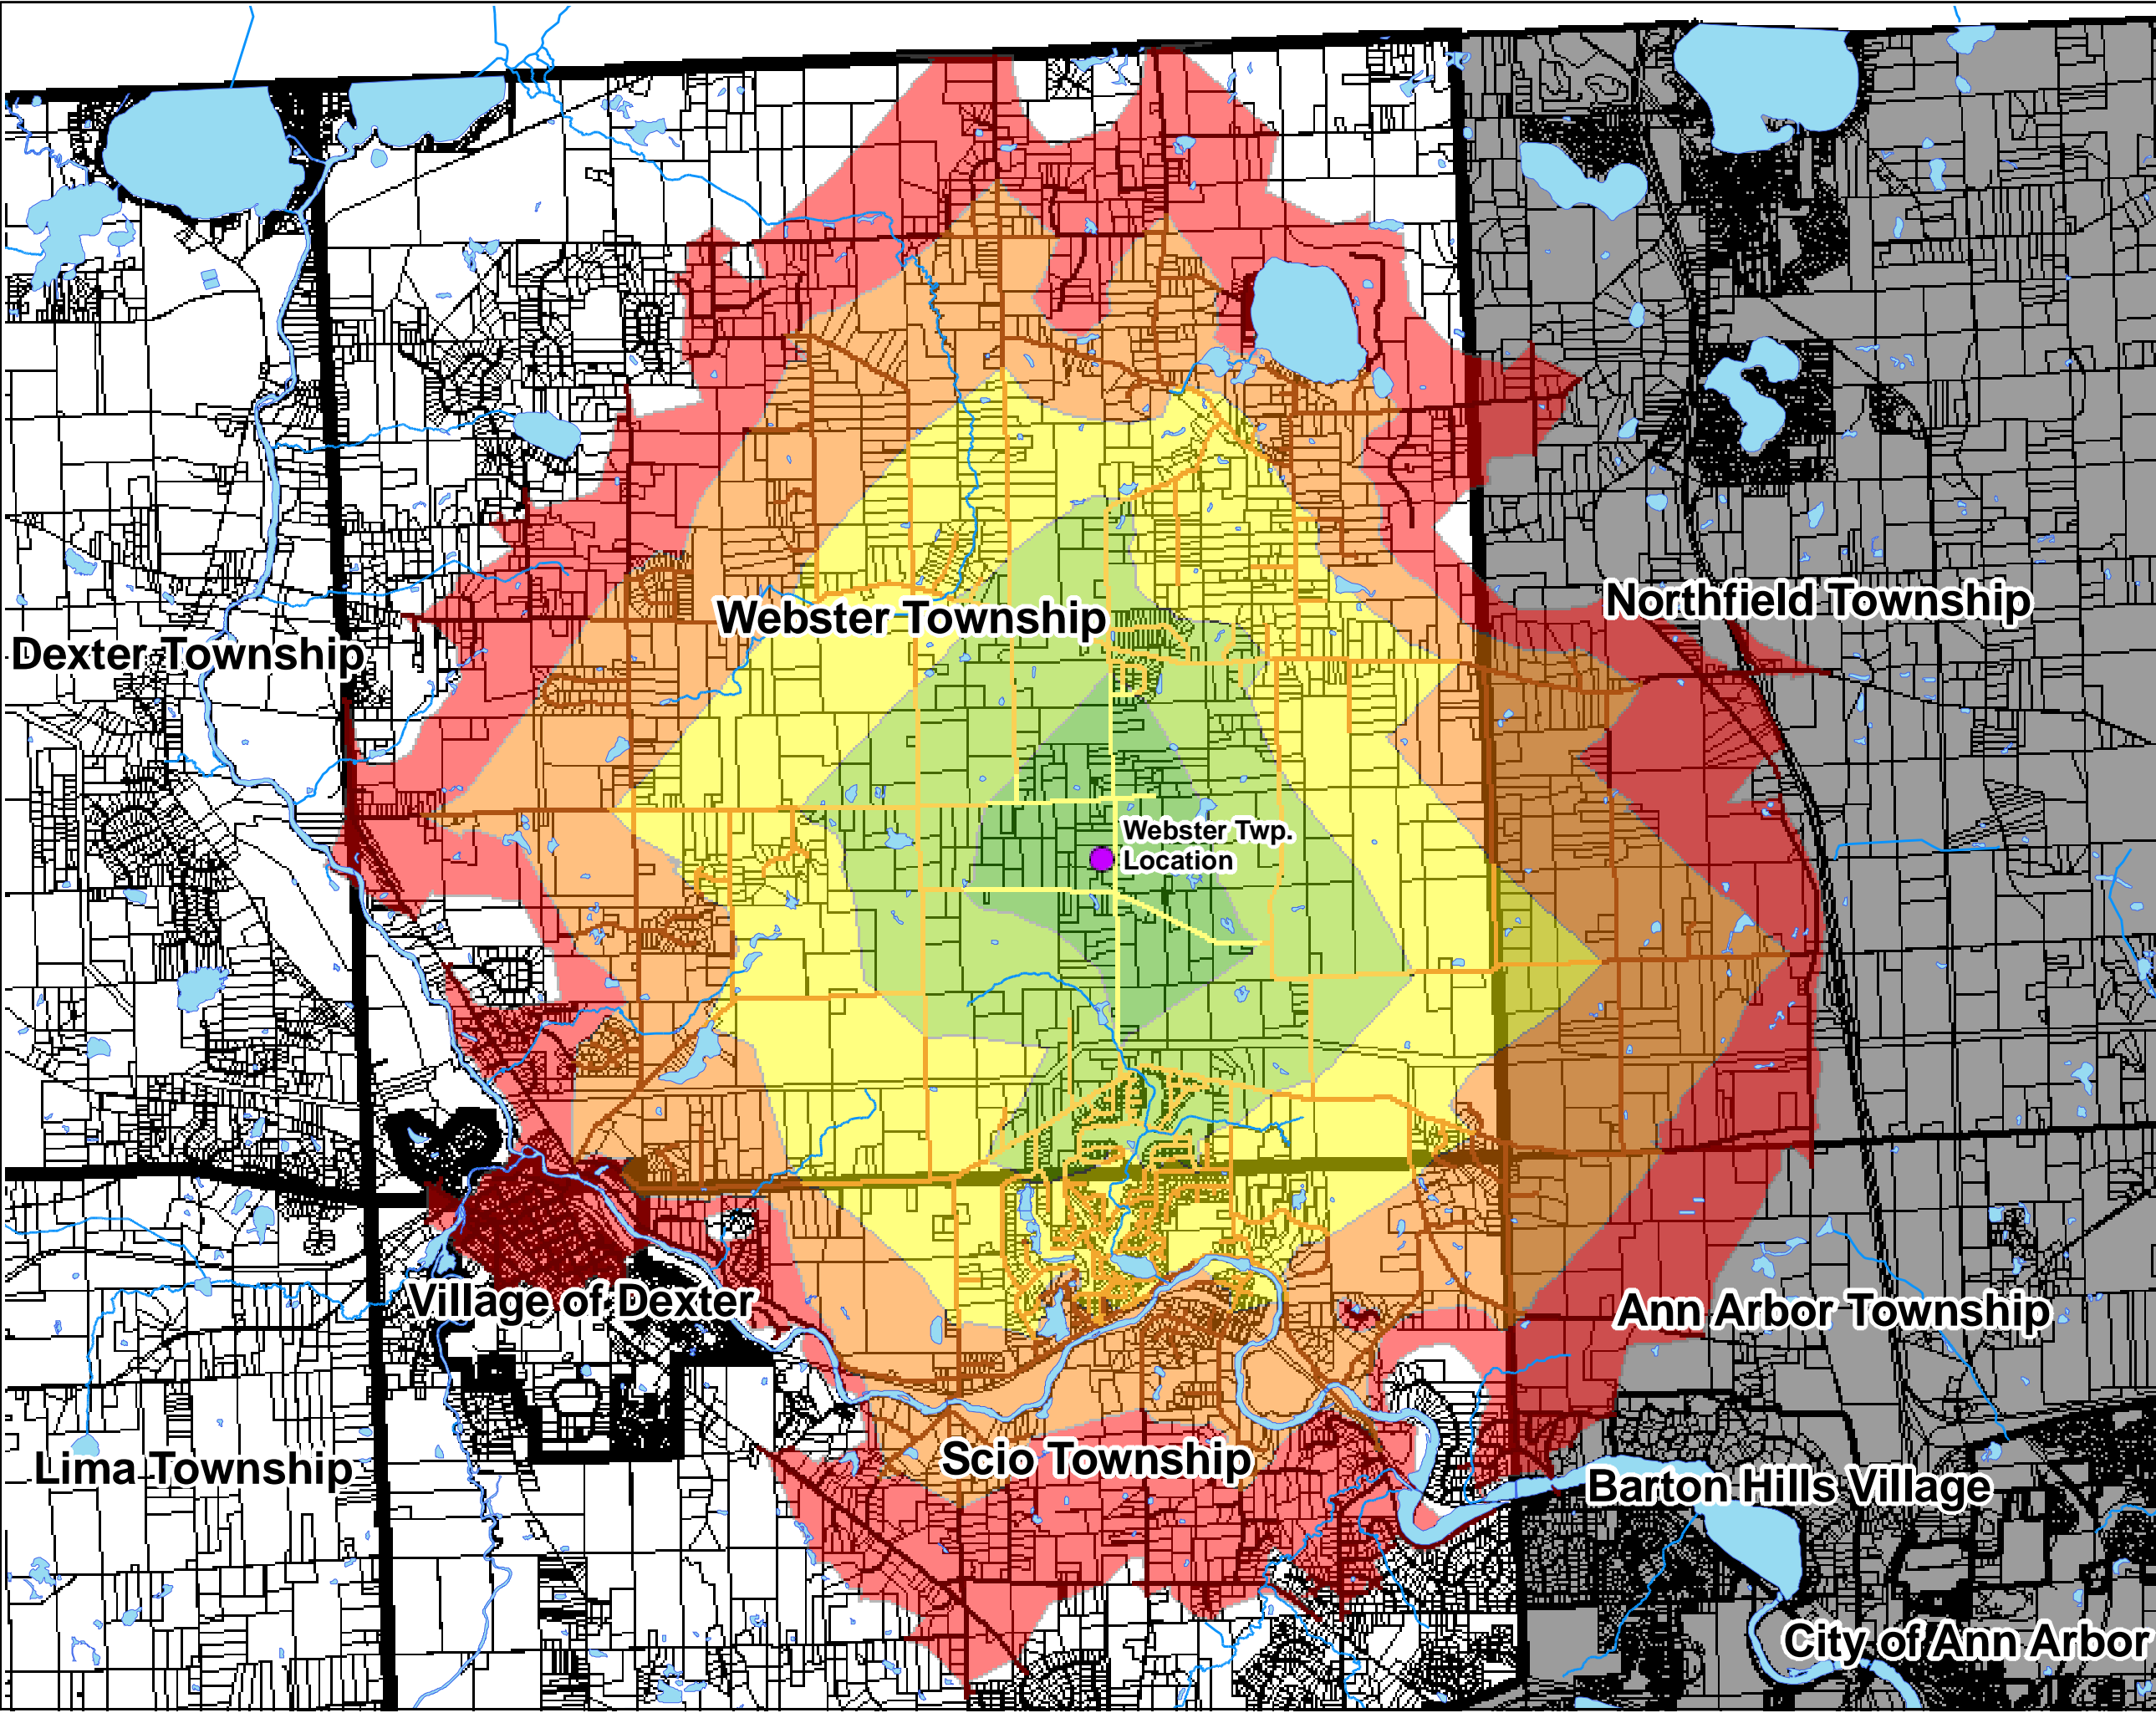 Northfield Township
Webster Township
Dexter Township
Webster Twp.
Location
Village of Dexter
Ann Arbor Township
Scio Township
Lima Township
Barton Hills Village
City of Ann Arbor